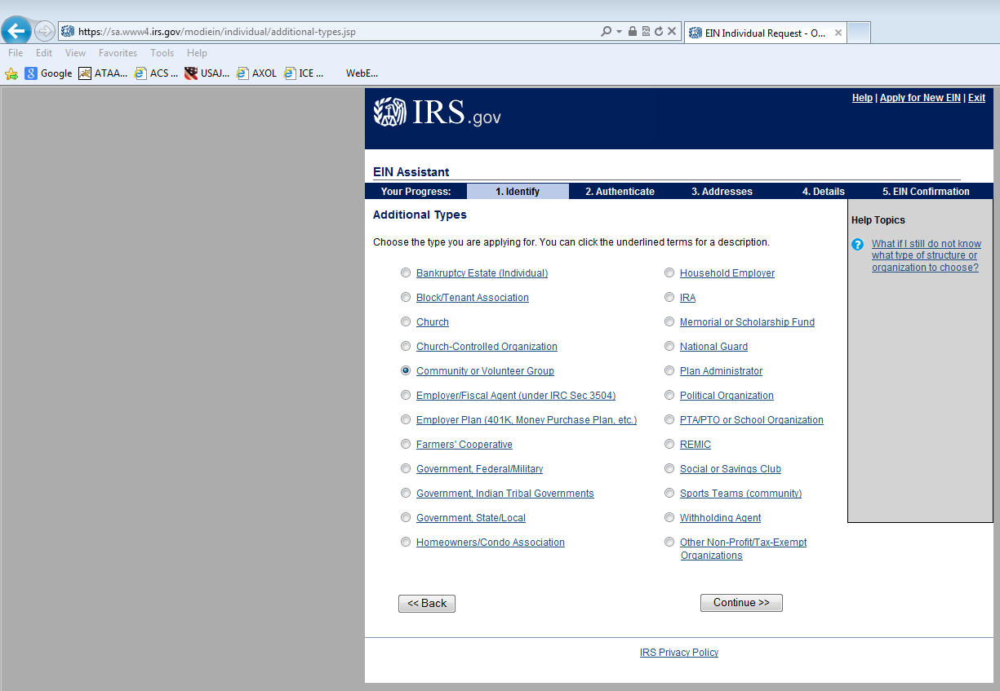 https://sa.www4.irs.gov/modiein/individual/additional-types.jsp
EIN Individual Request - O...
File Edit View Favorites Tools Help
Google ATAA... ACS ... USAJ... AXOL ICE ... WebE...
IRS.gov
Help | Apply for New EIN | Exit
EIN Assistant
Your Progress: 1. Identify 2. Authenticate 3. Addresses 4. Details 5. EIN Confirmation
Additional Types
Choose the type you are applying for. You can click the underlined terms for a description.
Bankruptcy Estate (Individual)
Block/Tenant Association
Church
Church-Controlled Organization
Community or Volunteer Group
Employer/Fiscal Agent (under IRC Sec 3504)
Employer Plan (401K, Money Purchase Plan, etc.)
Farmers' Cooperative
Government, Federal/Military
Government, Indian Tribal Governments
Government, State/Local
Homeowners/Condo Association
Household Employer
IRA
Memorial or Scholarship Fund
National Guard
Plan Administrator
Political Organization
PTA/PTO or School Organization
REMIC
Social or Savings Club
Sports Teams (community)
Withholding Agent
Other Non-Profit/Tax-Exempt
Organizations
Help Topics
What if I still do not know
what type of structure or
organization to choose?
<< Back
Continue >>
IRS Privacy Policy